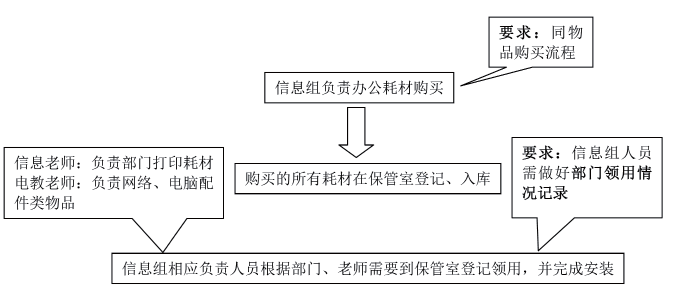 要求：同物
品购买流程
信息组负责办公耗材购买
信息老师：负责部门打印耗材
电教老师：负责网络、电脑配
件类物品
购买的所有耗材在保管室登记、入库
要求：信息组人员
需做好部门领用情
况记录
信息组相应负责人员根据部门、老师需要到保管室登记领用，并完成安装